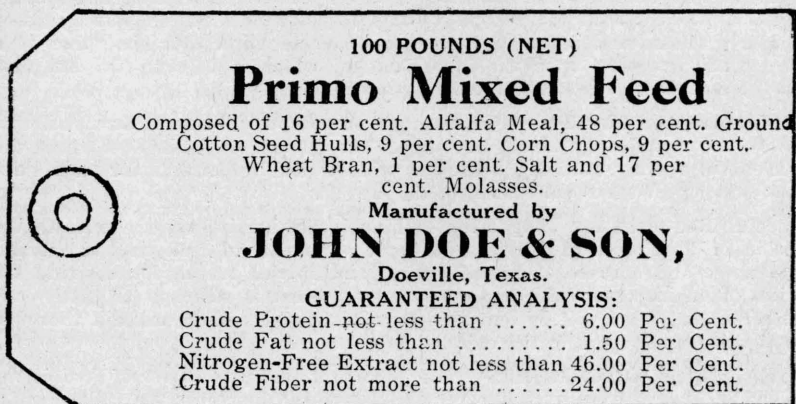 100 POUNDS (NET)
Primo Mixed Feed
Composed of 16 per cent. Alfalfa Meal, 48 per cent. Ground
Cotton Seed Hulls, 9 per cent. Corn Chops, 9 per cent.
Wheat Bran, 1 per cent. Salt and 17 per
cent. Molasses.
Manufactured by
JOHN DOE & SON,
Doeville, Texas.
GUARANTEED ANALYSIS:
Crude Protein not less than ...... 6.00 Per Cent.
Crude Fat not less than ...... 1.50 Per Cent.
Nitrogen-Free Extract not less than 46.00 Per Cent.
Crude Fiber not more than ......24.00 Per Cent.